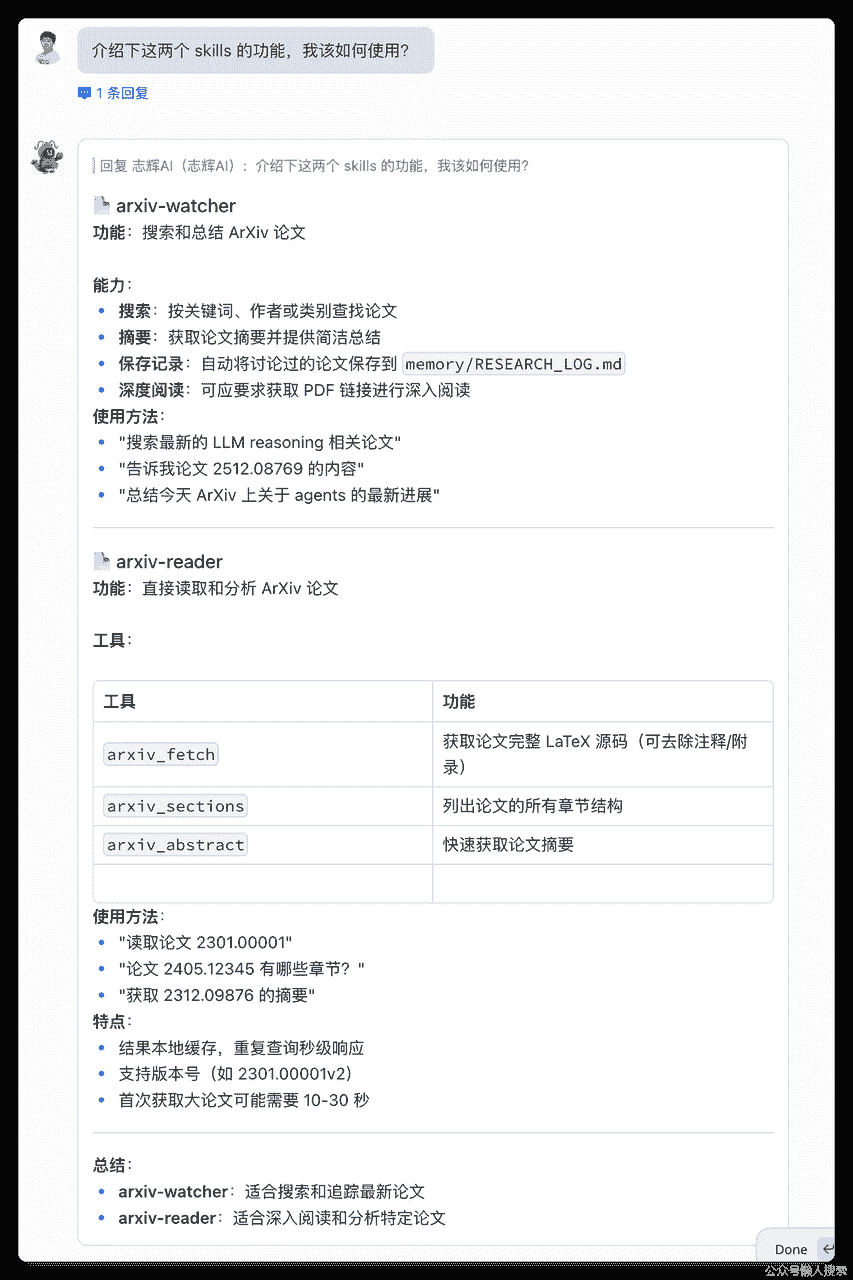 介绍下这两个 skills 的功能，我该如何使用？
1 条回复
回复 志辉AI（志辉AI）：介绍下这两个 skills 的功能，我该如何使用？
arxiv-watcher
功能：搜索和总结 ArXiv 论文
能力：
• 搜索：按关键词、作者或类别查找论文
• 摘要：获取论文摘要并提供简洁总结
• 保存记录：自动将讨论过的论文保存到 memory/RESEARCH_LOG.md
• 深度阅读：可应要求获取 PDF 链接进行深入阅读
使用方法：
• "搜索最新的 LLM reasoning 相关论文"
• "告诉我论文 2512.08769 的内容"
• "总结今天 ArXiv 上关于 agents 的最新进展"
arxiv-reader
功能：直接读取和分析 ArXiv 论文
工具：
工具 功能
arxiv_fetch 获取论文完整 LaTeX 源码（可去除注释/附
录）
arxiv_sections 列出论文的所有章节结构
arxiv_abstract 快速获取论文摘要
使用方法：
• "读取论文 2301.00001"
• "论文 2405.12345 有哪些章节？"
• "获取 2312.09876 的摘要"
特点：
• 结果本地缓存，重复查询秒级响应
• 支持版本号（如 2301.00001v2）
• 首次获取大论文可能需要 10-30 秒
总结：
• arxiv-watcher：适合搜索和追踪最新论文
• arxiv-reader：适合深入阅读和分析特定论文
Done
公众号懒人搜索